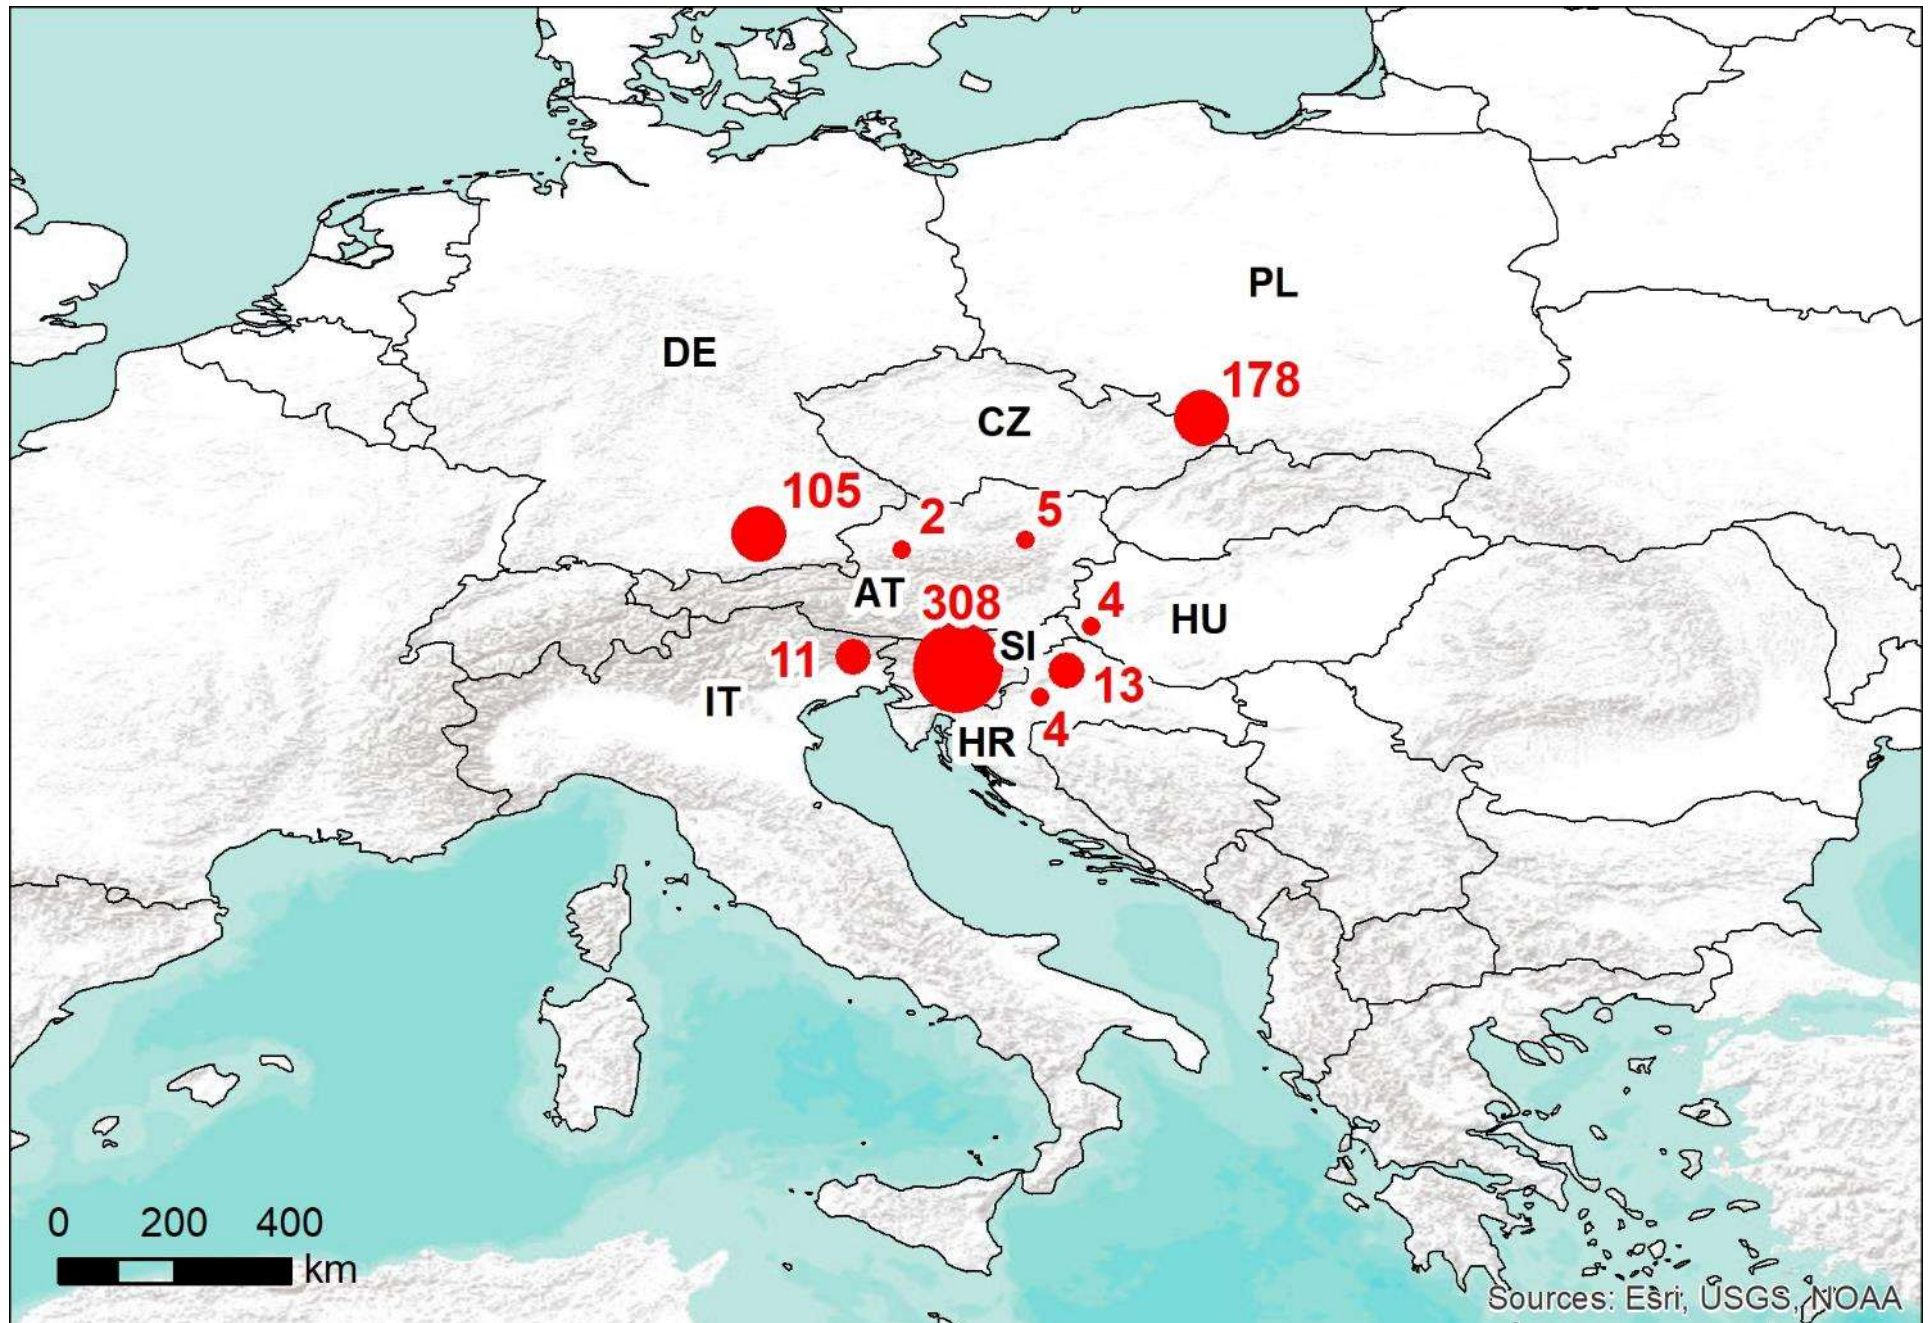 PL
DE
178
CZ
105
2
5
AT
308
4
HU
SI
11
13
IT
4
HR
0 200 400
km
Sources: Esri, USGS, NOAA